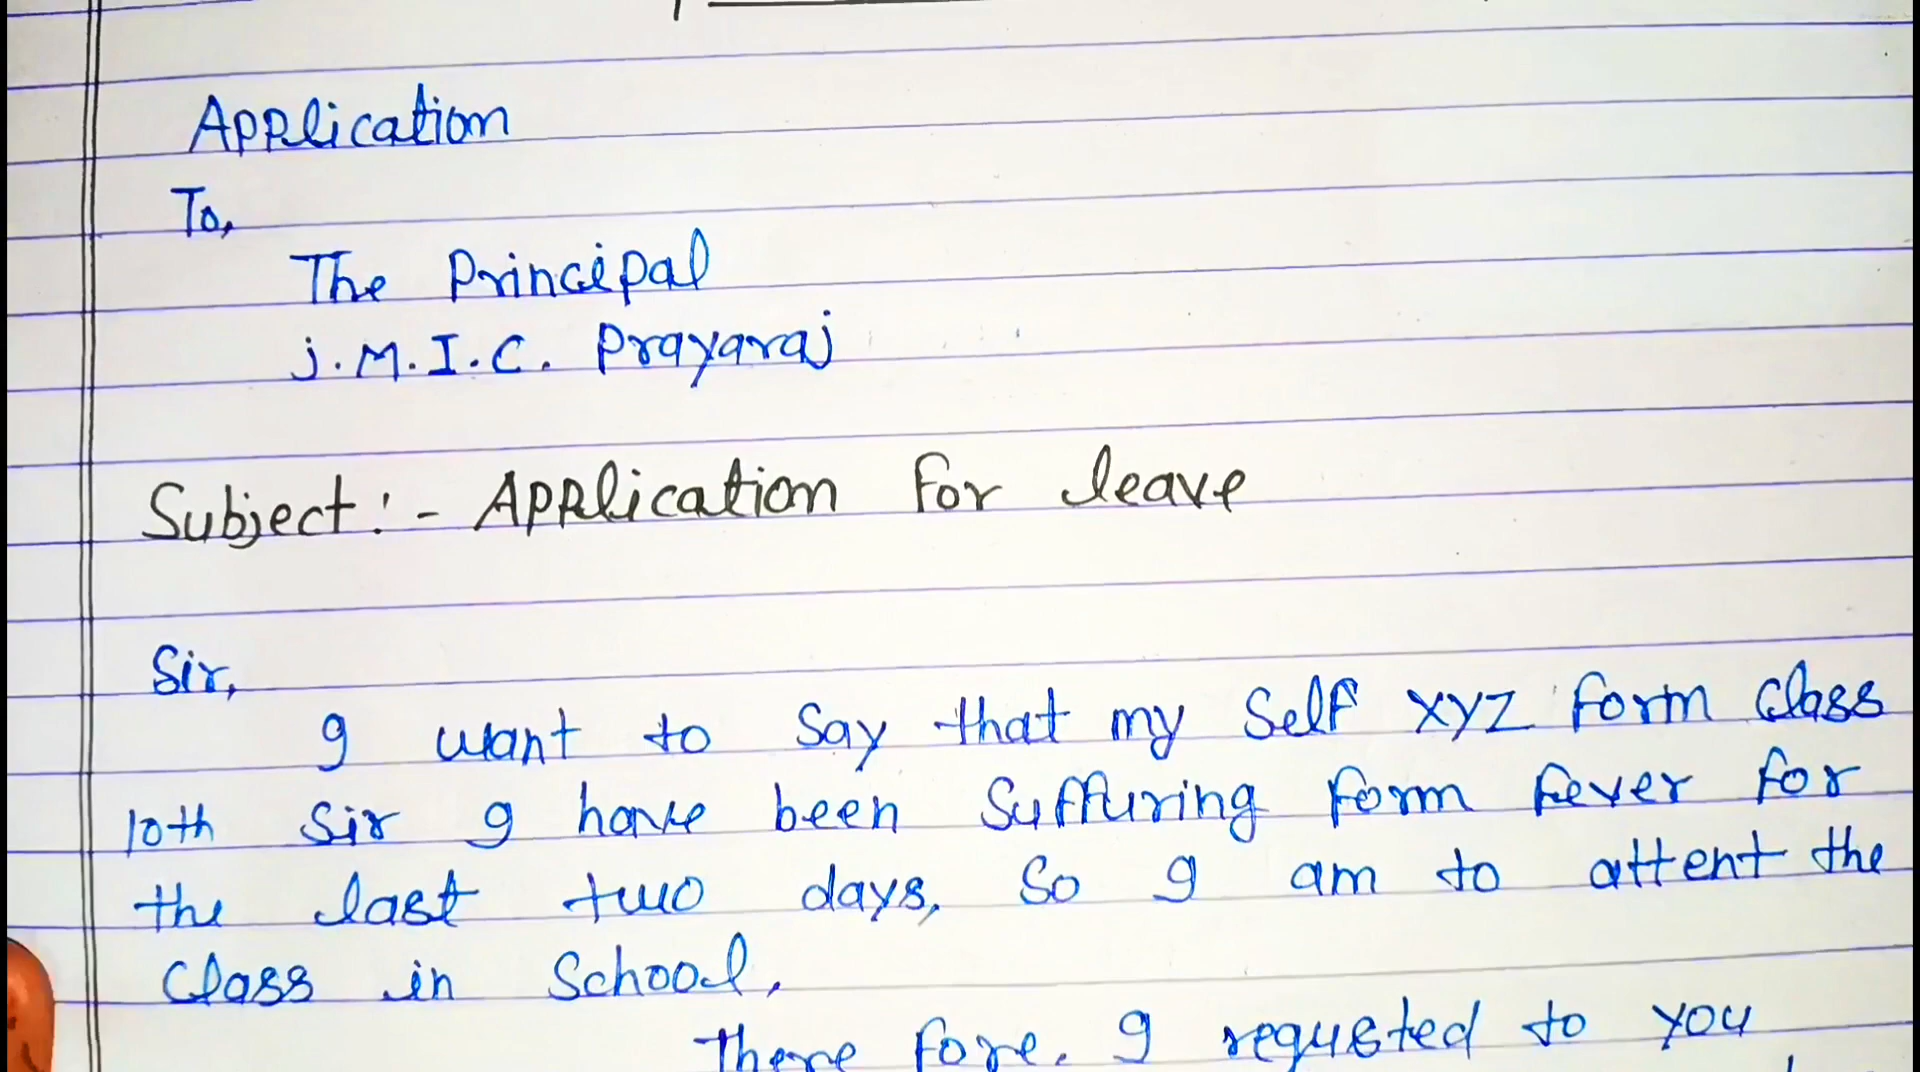 Application
To,
The Principal
J.M.I.C. Prayaraj
Subject:- Application for leave
Sir,
I want to say that my self XYZ form class
10th Sir I have been suffuring form fever for
the last two days, So I am to attent the
class in School.
There fore. I requsted to you